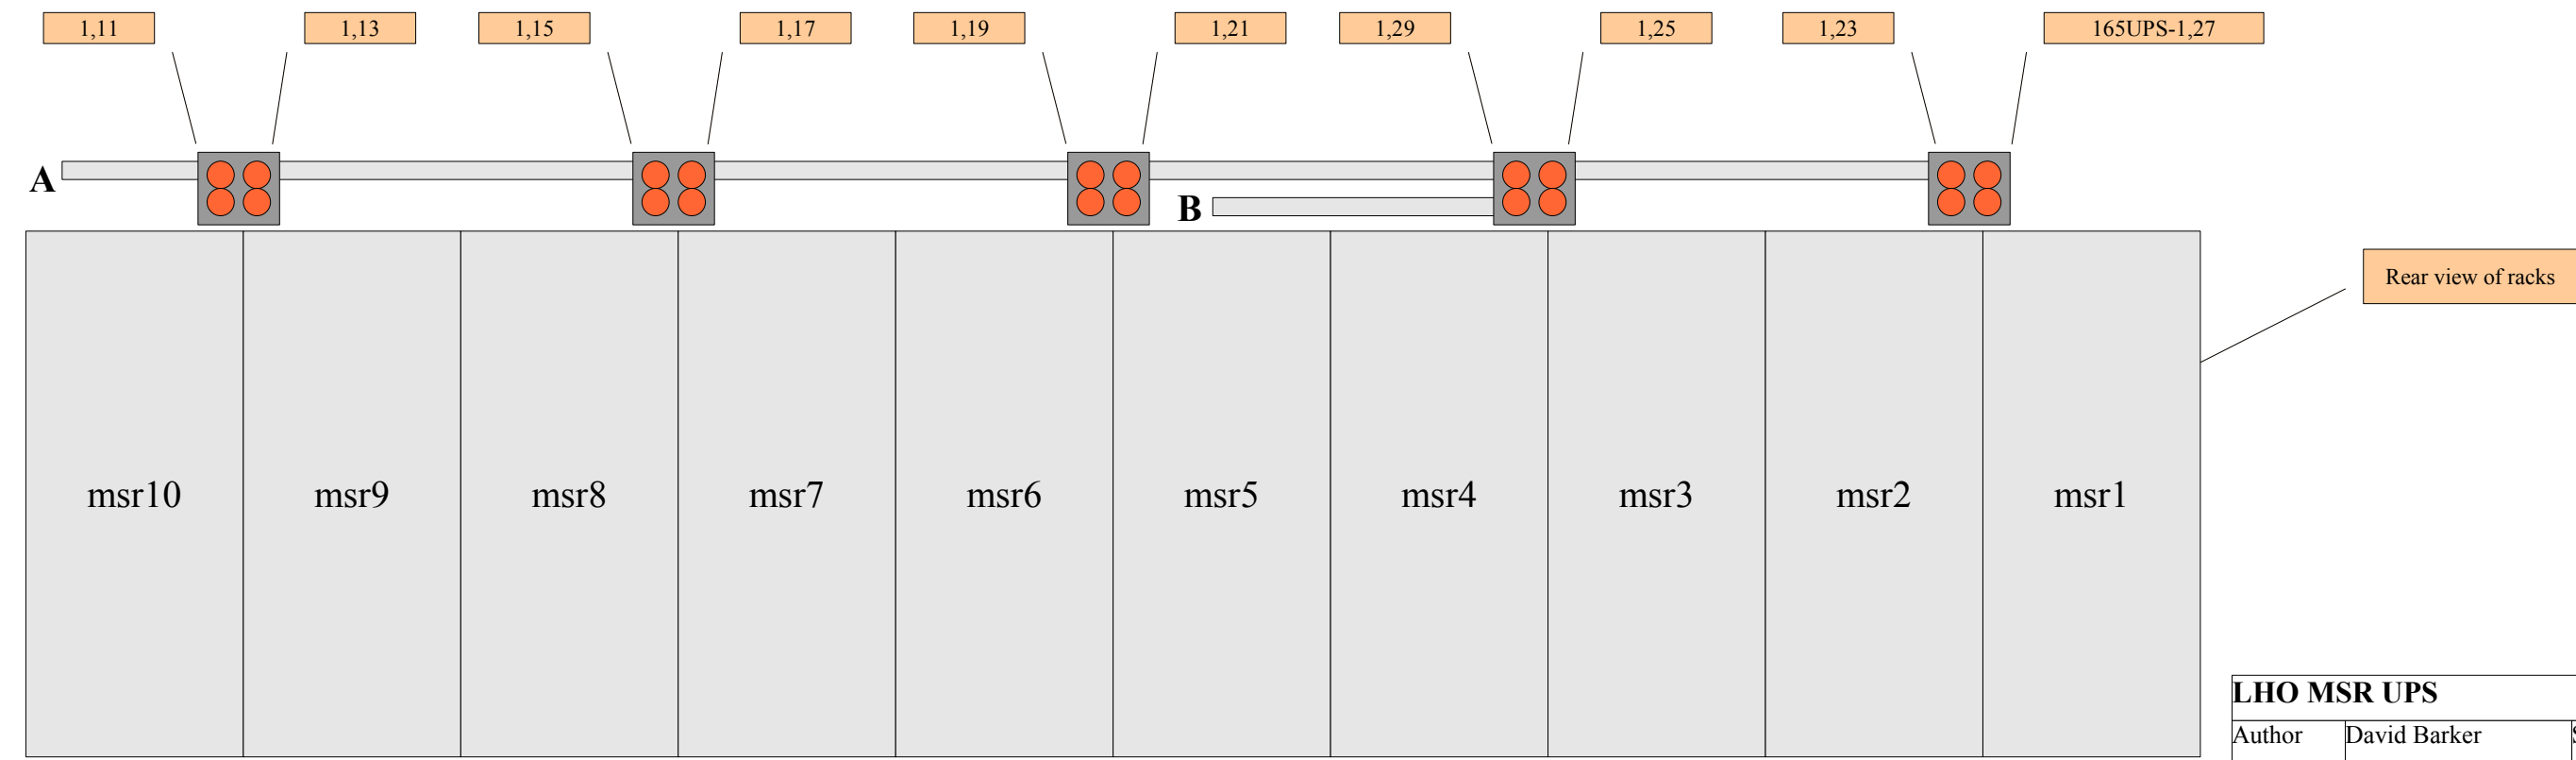 1,11 1,13 1,15 1,17 1,19 1,21 1,29 1,25 1,23 165UPS-1,27
A
B
Rear view of racks
msr10 msr9 msr8 msr7 msr6 msr5 msr4 msr3 msr2 msr1
LHO MSR UPS
Author David Barker